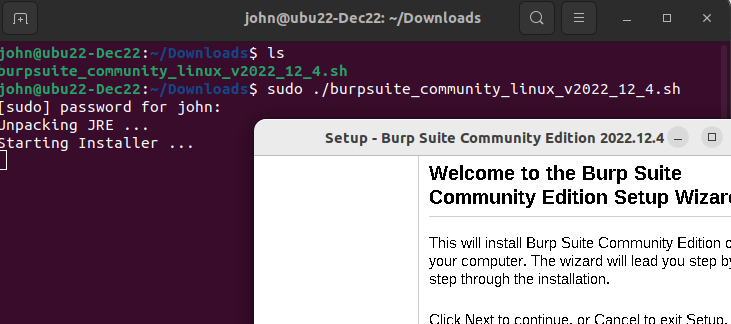 john@ubu22-Dec22: ~/Downloads
john@ubu22-Dec22:~/Downloads$ ls
burpsuite_community_linux_v2022_12_4.sh
john@ubu22-Dec22:~/Downloads$ sudo ./burpsuite_community_linux_v2022_12_4.sh
[sudo] password for john:
Unpacking JRE ...
Starting Installer ...
Setup - Burp Suite Community Edition 2022.12.4
Welcome to the Burp Suite
Community Edition Setup Wizar
This will install Burp Suite Community Edition o
your computer. The wizard will lead you step by
step through the installation.
Click Next to continue, or Cancel to exit Setup.